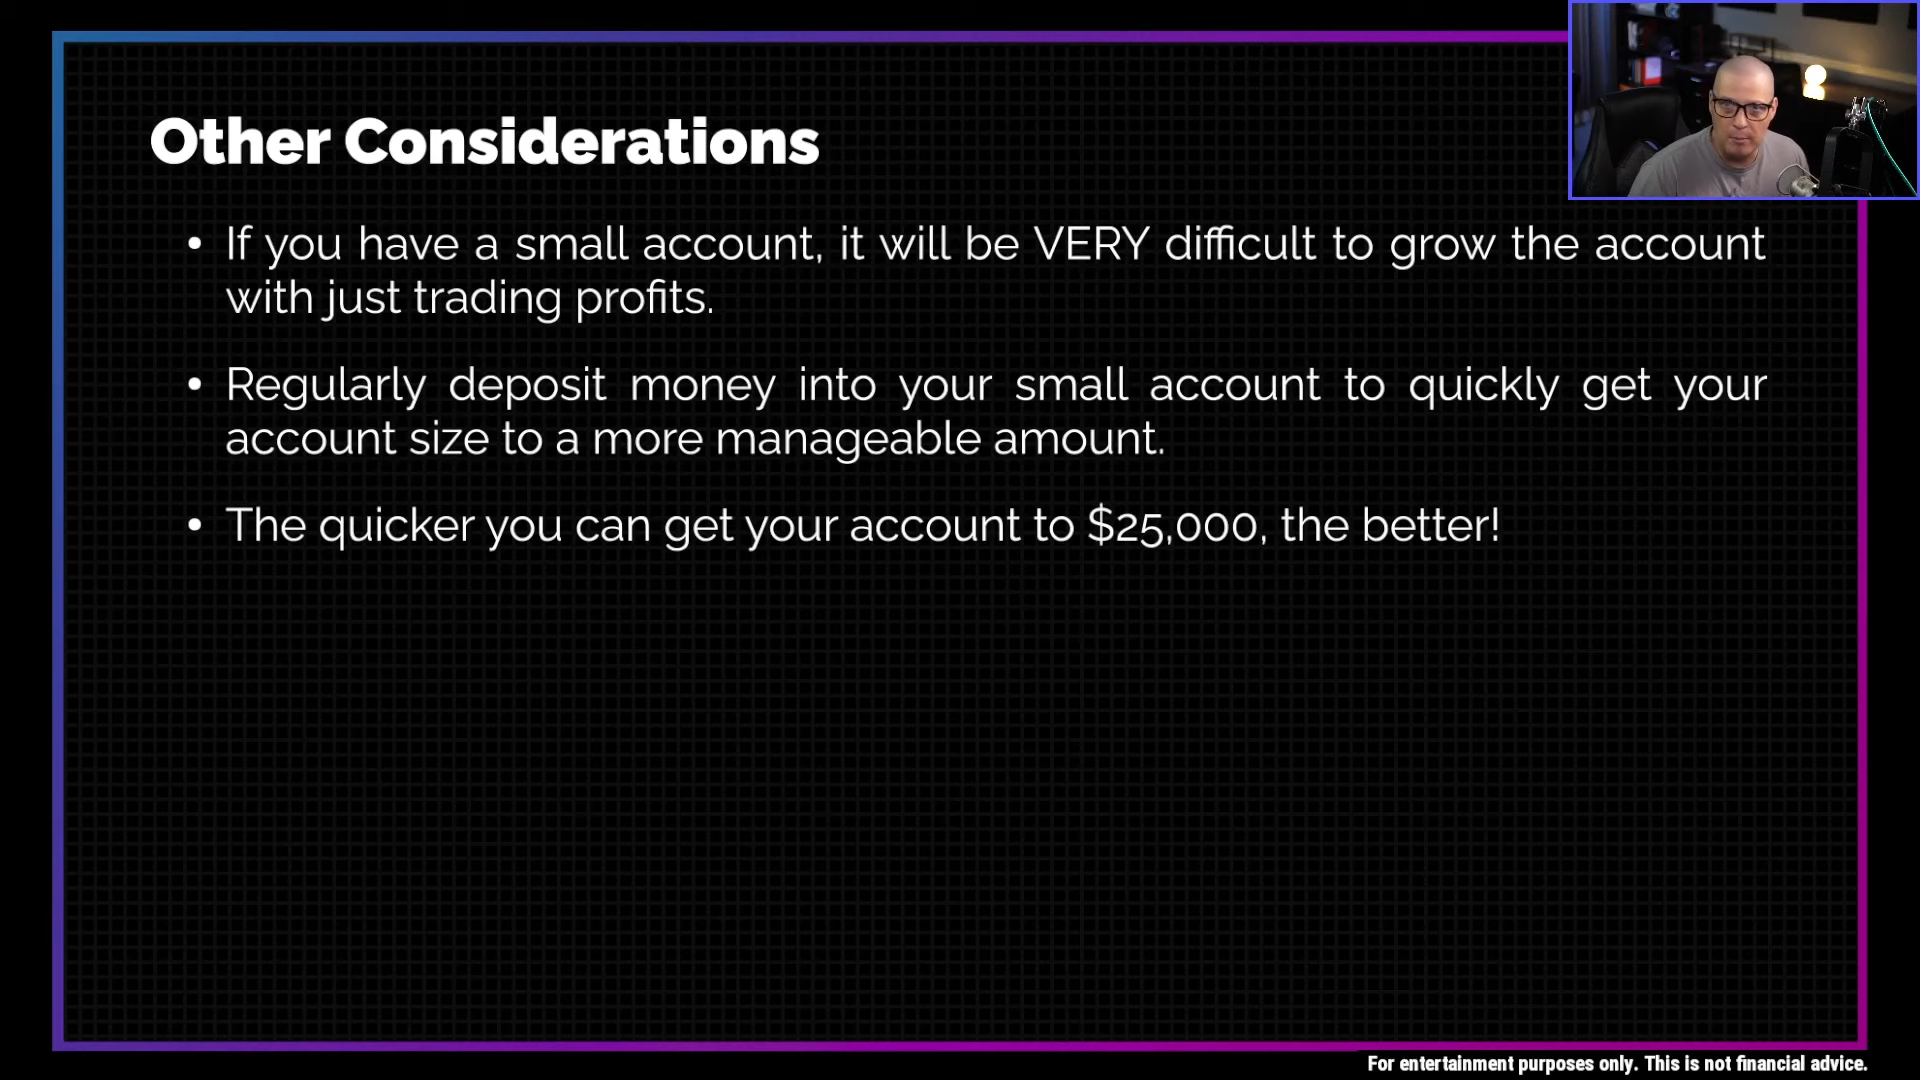 Other Considerations
• If you have a small account, it will be VERY difficult to grow the account
with just trading profits.
• Regularly deposit money into your small account to quickly get your
account size to a more manageable amount.
• The quicker you can get your account to $25,000, the better!
For entertainment purposes only. This is not financial advice.